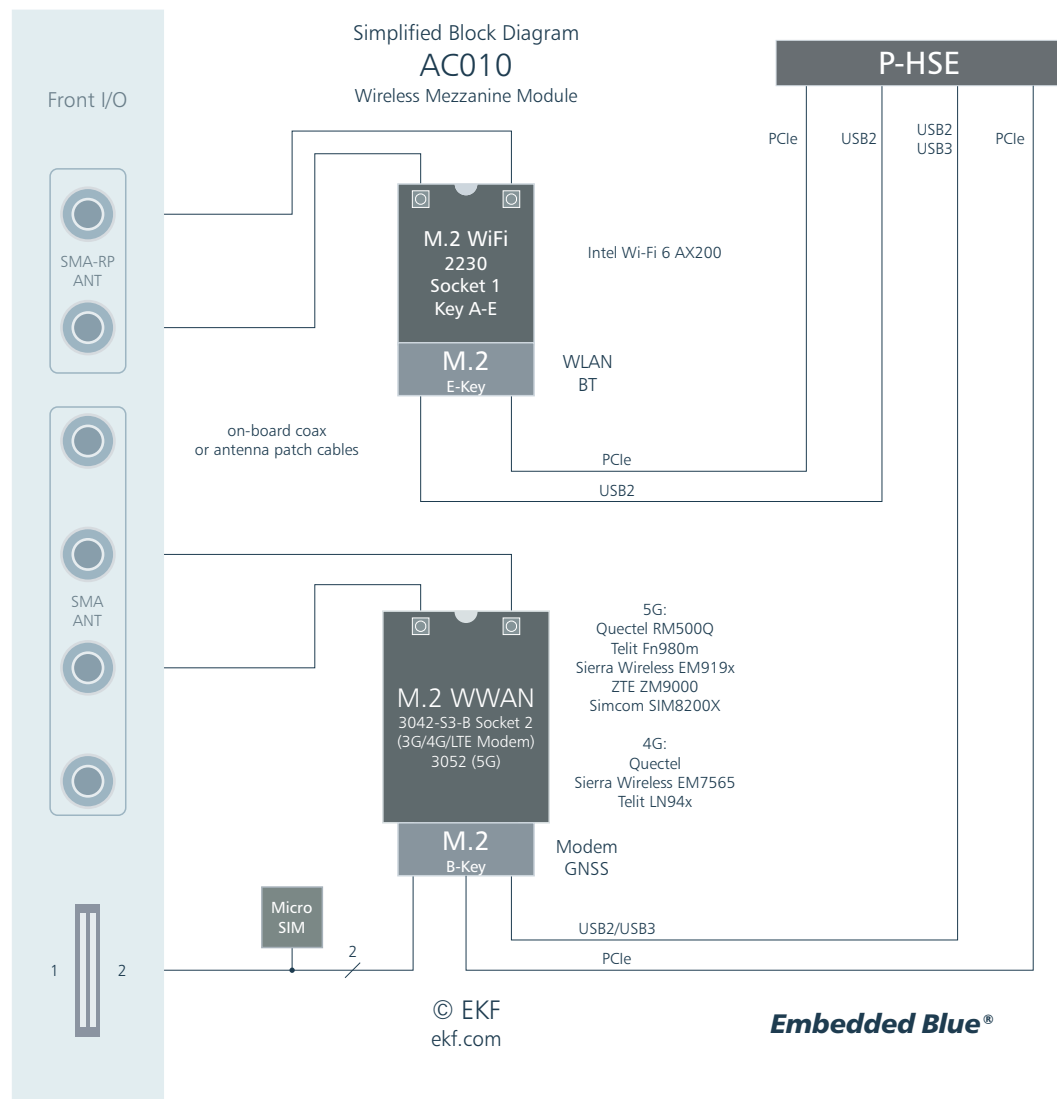 Simplified Block Diagram
AC010
Wireless Mezzanine Module
P-HSE
Front I/O
PCIe
USB2
USB2
USB3
PCIe
SMA-RP
ANT
M.2 WiFi
2230
Socket 1
Key A-E
Intel Wi-Fi 6 AX200
M.2
E-Key
WLAN
BT
on-board coax
or antenna patch cables
PCIe
USB2
SMA
ANT
M.2 WWAN
3042-S3-B Socket 2
(3G/4G/LTE Modem)
3052 (5G)
5G:
Quectel RM500Q
Telit Fn980m
Sierra Wireless EM919x
ZTE ZM9000
Simcom SIM8200X
4G:
Quectel
Sierra Wireless EM7565
Telit LN94x
M.2
B-Key
Modem
GNSS
Micro
SIM
USB2/USB3
2
PCIe
1
2
© EKF
ekf.com
Embedded Blue®